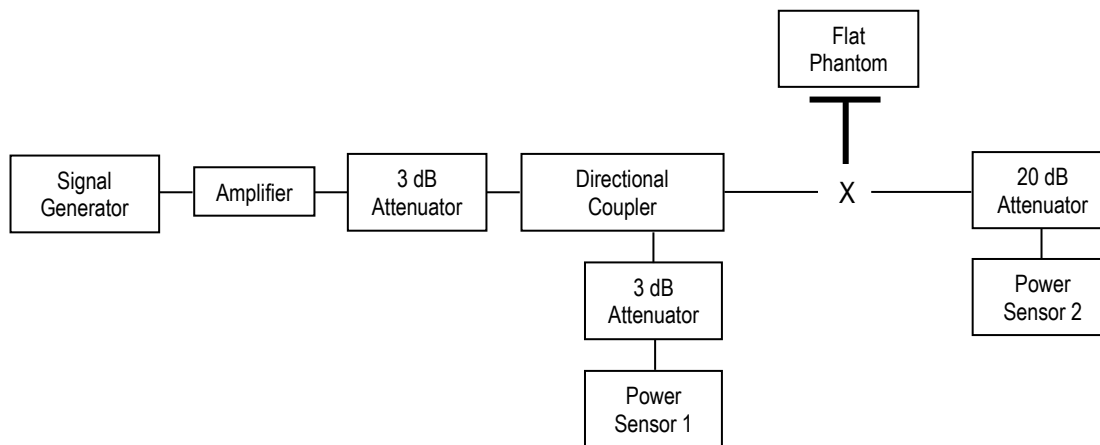 Flat
Phantom
Signal
Generator
Amplifier
3 dB
Attenuator
Directional
Coupler
X
20 dB
Attenuator
3 dB
Attenuator
Power
Sensor 2
Power
Sensor 1